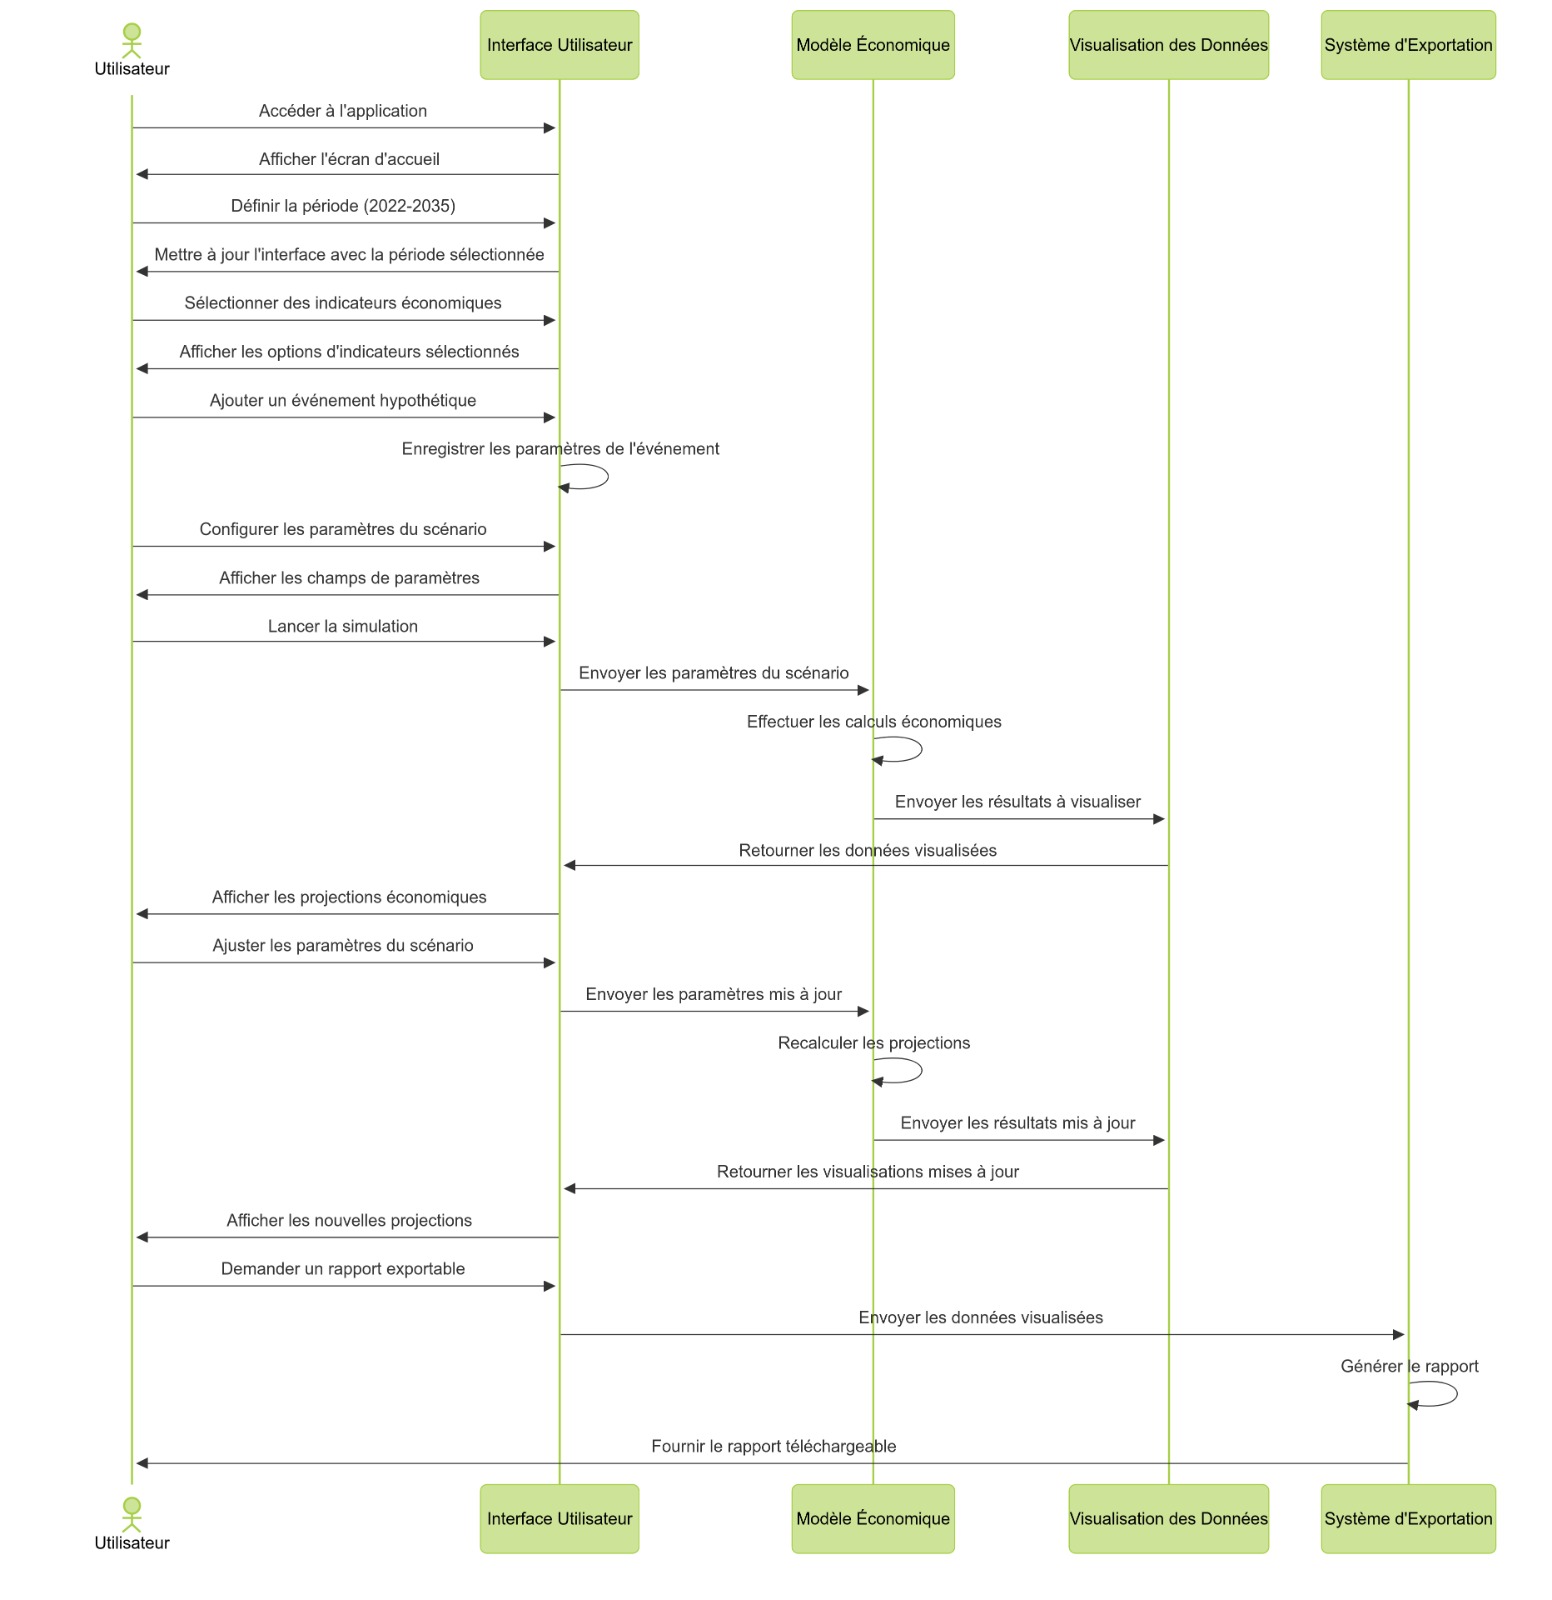 Utilisateur
Interface Utilisateur
Modèle Économique
Visualisation des Données
Système d'Exportation
Accéder à l'application
Afficher l'écran d'accueil
Définir la période (2022-2035)
Mettre à jour l'interface avec la période sélectionnée
Sélectionner des indicateurs économiques
Afficher les options d'indicateurs sélectionnés
Ajouter un événement hypothétique
Enregistrer les paramètres de l'événement
Configurer les paramètres du scénario
Afficher les champs de paramètres
Lancer la simulation
Envoyer les paramètres du scénario
Effectuer les calculs économiques
Envoyer les résultats à visualiser
Retourner les données visualisées
Afficher les projections économiques
Ajuster les paramètres du scénario
Envoyer les paramètres mis à jour
Recalculer les projections
Envoyer les résultats mis à jour
Retourner les visualisations mises à jour
Afficher les nouvelles projections
Demander un rapport exportable
Envoyer les données visualisées
Générer le rapport
Fournir le rapport téléchargeable
Utilisateur
Interface Utilisateur
Modèle Économique
Visualisation des Données
Système d'Exportation